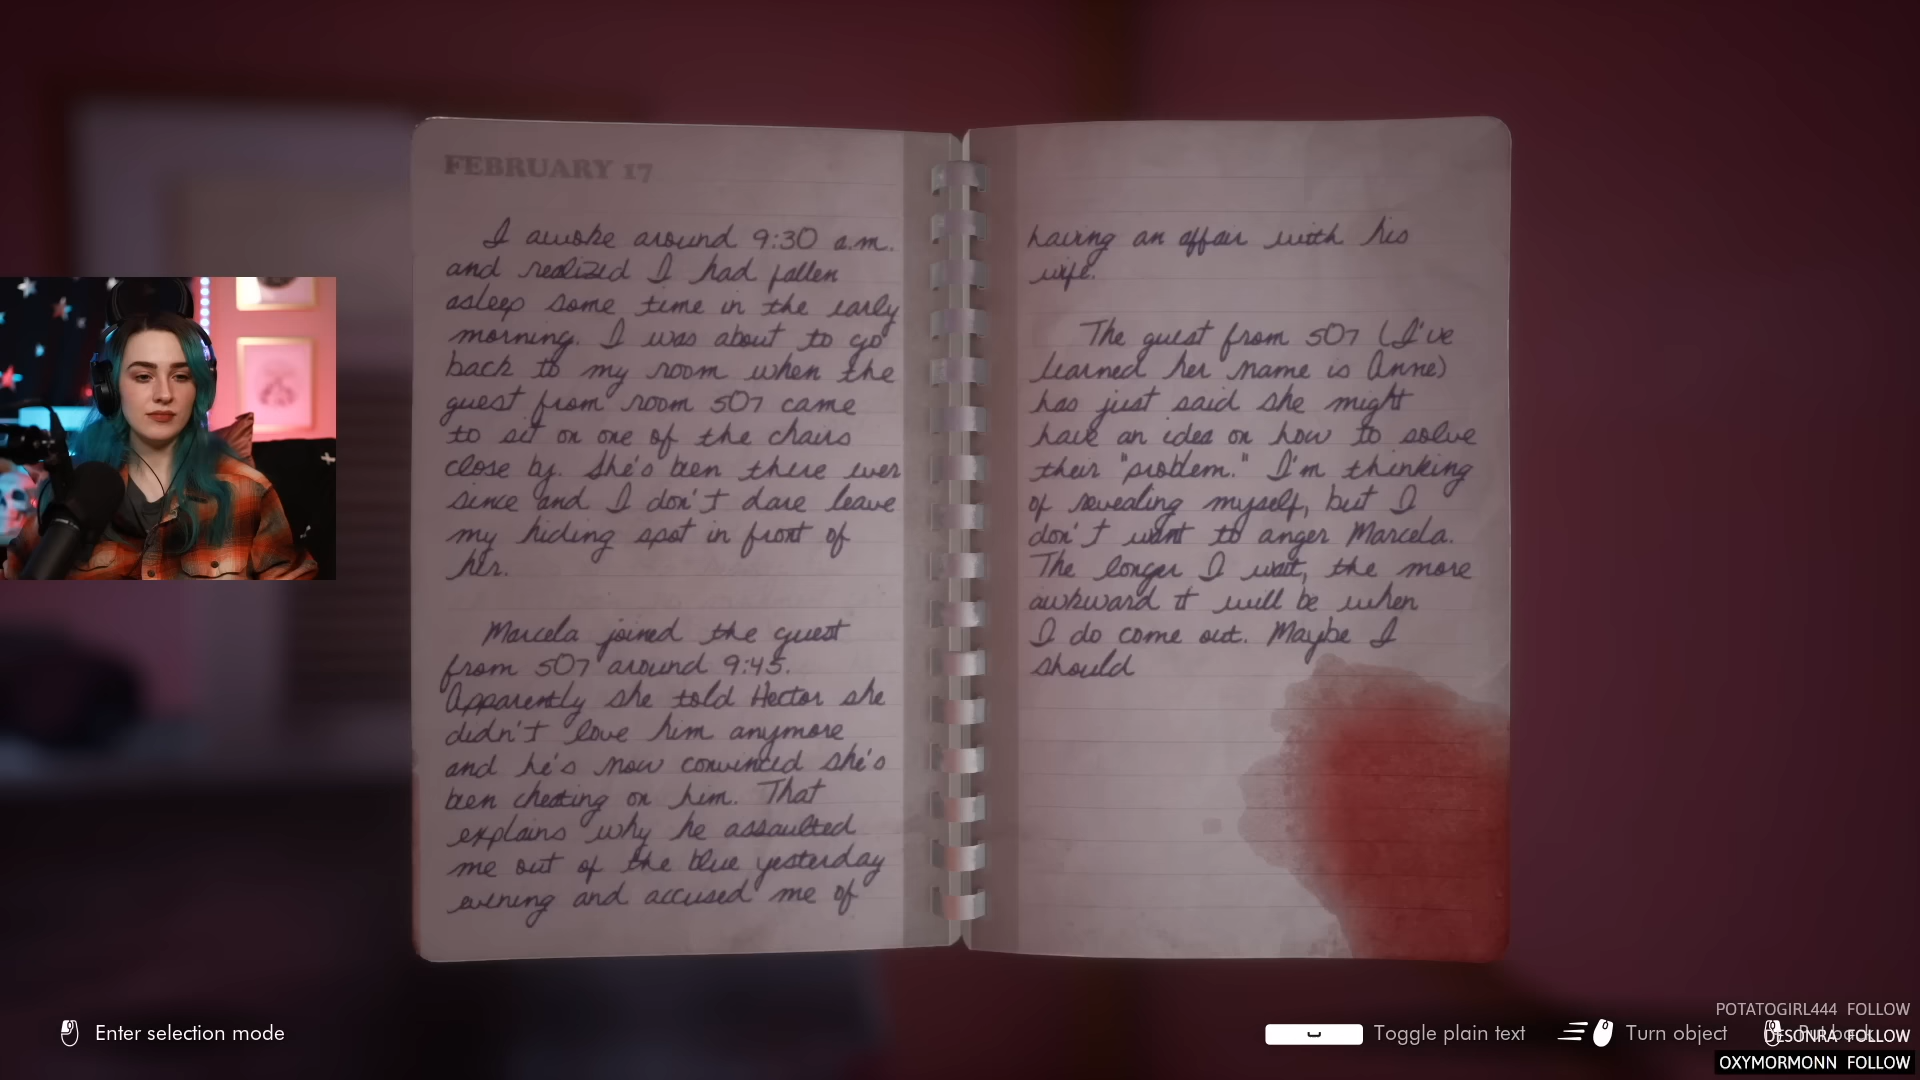 FEBRUARY 17
I awoke around 9:30 a.m.
and realized I had fallen
asleep some time in the early
morning. I was about to go
back to my room when the
guest from room 507 came
to sit on one of the chairs
close by. She's been there ever
since and I don't dare leave
my hiding spot in front of
her.
Marcela joined the guest
from 507 around 9:45.
Apparently she told Hector she
didn't love him anymore
and he's now convinced she's
been cheating on him. That
explains why he assaulted
me out of the blue yesterday
evening and accused me of
having an affair with his
wife.
The guest from 507 (I've
learned her name is Anne)
has just said she might
have an idea on how to solve
their "problem." I'm thinking
of revealing myself, but I
don't want to anger Marcela.
The longer I wait, the more
awkward it will be when
I do come out. Maybe I
should
Enter selection mode
Toggle plain text
Turn object
POTATOGIRL444 FOLLOW
DESONRA FOLLOW
OXYMORMONN FOLLOW